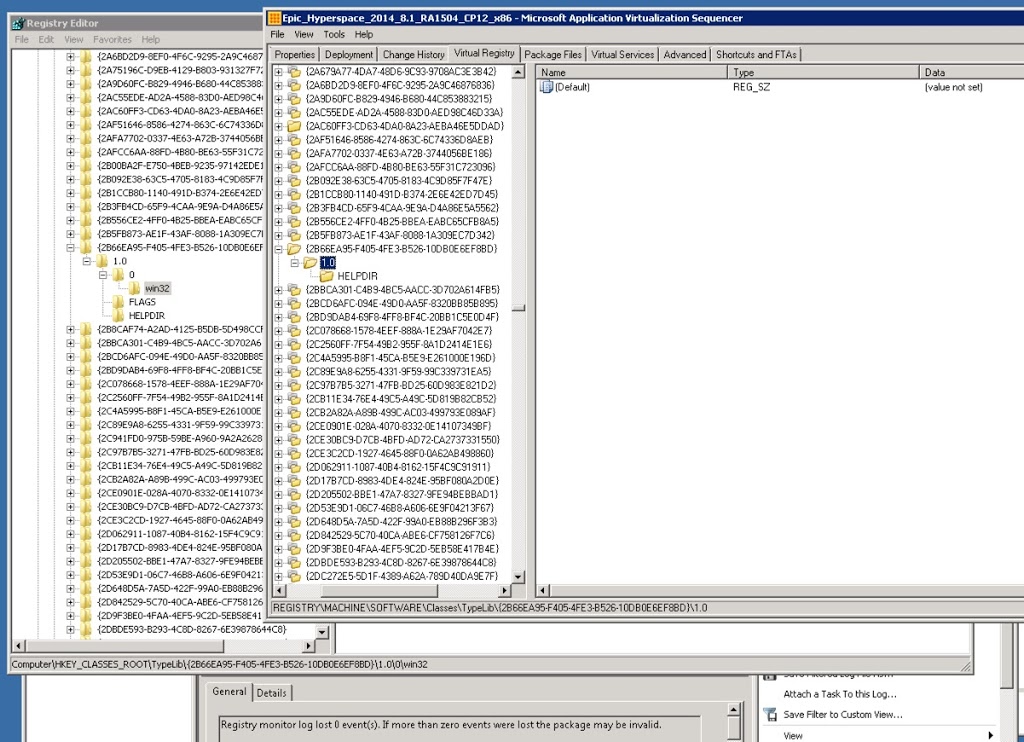 Registry Editor
File Edit View Favorites Help
{2A6BD2D9-8EF0-4F6C-9295-2A9C4687
{2A75196C-D9EB-4129-B803-931327F72
{2A9D60FC-B829-4946-B680-44C85388
{2AC55EDE-AD2A-4588-83D0-AED98C4
{2AC60FF3-CD63-4DA0-8A23-AEBA46E5
{2AF51646-8586-4274-863C-6C74336D
{2AFA7702-0337-4E63-A72B-3744056BE
{2AFCC6AA-88FD-4B80-BE63-55F31C72
{2B00BA2F-E750-4BEB-9235-97142EDE1
{2B092E38-63C5-4705-8183-4C9D85F7
{2B1CCB80-1140-491D-B374-2E6E42ED
{2B3FB4CD-65F9-4CAA-9E9A-D4A86E5A
{2B556CE2-4FF0-4B25-BBEA-EABC65CF
{2B5FB873-AE1F-43AF-8088-1A309EC7
{2B66EA95-F405-4FE3-B526-10DB0E6EF
1.0
0
win32
FLAGS
HELPDIR
{2B8CAF74-A2AD-4125-B5DB-5D498CCF
{2BBCA301-C4B9-4BC5-AACC-3D702A6
{2BCD6AFC-094E-49D0-AA5F-8320BB85
{2BD9DAB4-69F8-4FF8-BF4C-20BB1C5E
{2C078668-1578-4EEF-888A-1E29AF704
{2C2560FF-7F54-49B2-955F-8A1D2414E
{2C4A5995-B8F1-45CA-B5E9-E261000E
{2C89E9A8-6255-4331-9F59-99C339731
{2C941FD0-975B-59BE-A960-9A2A2628
{2C97B7B5-3271-47FB-BD25-60D983E82
{2CB11E34-76E4-49C5-A49C-5D819B82
{2CB2A82A-A89B-499C-AC03-499793E0
{2CE0901E-028A-4070-8332-0E1410734
{2CE30BC9-D7CB-4BFD-AD72-CA27373
{2CE3C2CD-1927-4645-88F0-0A62AB49
{2D062911-1087-40B4-8162-15F4C9C9
{2D17B7CD-8983-4DE4-824E-95BF080A
{2D205502-BBE1-47A7-8327-9FE94BEBE
{2D53E9D1-06C7-46B8-A606-6E9F0421
{2D648D5A-7A5D-422F-99A0-EB88B296
{2D842529-5C70-40CA-ABE6-CF758126
{2D9F3BE0-4FAA-4EF5-9C2D-5EB58E41
{2DBDE593-B293-4C8D-8267-6E39878644C8}
Computer\HKEY_CLASSES_ROOT\TypeLib\{2B66EA95-F405-4FE3-B526-10DB0E6EF8BD}\1.0\0\win32
Epic_Hyperspace_2014_8.1_RA1504_CP12_x86 - Microsoft Application Virtualization Sequencer
File View Tools Help
Properties Deployment Change History Virtual Registry Package Files Virtual Services Advanced Shortcuts and FTAs
{2A679A77-4DA7-48D6-9C93-9708AC3E3B42}
{2A6BD2D9-8EF0-4F6C-9295-2A9C46876836}
{2A9D60FC-B829-4946-B680-44C853883215}
{2AC55EDE-AD2A-4588-83D0-AED98C46D33A}
{2AC60FF3-CD63-4DA0-8A23-AEBA46E5DDAD}
{2AF51646-8586-4274-863C-6C74336D8AEB}
{2AFA7702-0337-4E63-A72B-3744056BE186}
{2AFCC6AA-88FD-4B80-BE63-55F31C723096}
{2B092E38-63C5-4705-8183-4C9D85F7F47E}
{2B1CCB80-1140-491D-B374-2E6E42ED7D45}
{2B3FB4CD-65F9-4CAA-9E9A-D4A86E5A5562}
{2B556CE2-4FF0-4B25-BBEA-EABC65CFB8A5}
{2B5FB873-AE1F-43AF-8088-1A309EC7D342}
{2B66EA95-F405-4FE3-B526-10DB0E6EF8BD}
1.0
HELPDIR
{2BBCA301-C4B9-4BC5-AACC-3D702A614FB5}
{2BCD6AFC-094E-49D0-AA5F-8320BB85B895}
{2BD9DAB4-69F8-4FF8-BF4C-20BB1C5E0D4F}
{2C078668-1578-4EEF-888A-1E29AF7042E7}
{2C2560FF-7F54-49B2-955F-8A1D2414E1E6}
{2C4A5995-B8F1-45CA-B5E9-E261000E196D}
{2C89E9A8-6255-4331-9F59-99C339731EA5}
{2C97B7B5-3271-47FB-BD25-60D983E821D2}
{2CB11E34-76E4-49C5-A49C-5D819B82CB52}
{2CB2A82A-A89B-499C-AC03-499793E089AF}
{2CE0901E-028A-4070-8332-0E14107349BF}
{2CE30BC9-D7CB-4BFD-AD72-CA2737331550}
{2CE3C2CD-1927-4645-88F0-0A62AB498860}
{2D062911-1087-40B4-8162-15F4C9C91911}
{2D17B7CD-8983-4DE4-824E-95BF080A2D0E}
{2D205502-BBE1-47A7-8327-9FE94BEBBAD1}
{2D53E9D1-06C7-46B8-A606-6E9F04213F67}
{2D648D5A-7A5D-422F-99A0-EB88B296F3B3}
{2D842529-5C70-40CA-ABE6-CF758126F7C6}
{2D9F3BE0-4FAA-4EF5-9C2D-5EB58E417B4E}
{2DBDE593-B293-4C8D-8267-6E39878644C8}
{2DC272E5-5D1F-4389-A62A-789D40DA9E7F}
Name Type Data
(Default) REG_SZ (value not set)
REGISTRY\MACHINE\SOFTWARE\Classes\TypeLib\{2B66EA95-F405-4FE3-B526-10DB0E6EF8BD}\1.0
General Details
Registry monitor log lost 0 event(s). If more than zero events were lost the package may be invalid.
Attach a Task To this Log...
Save Filter to Custom View...
View